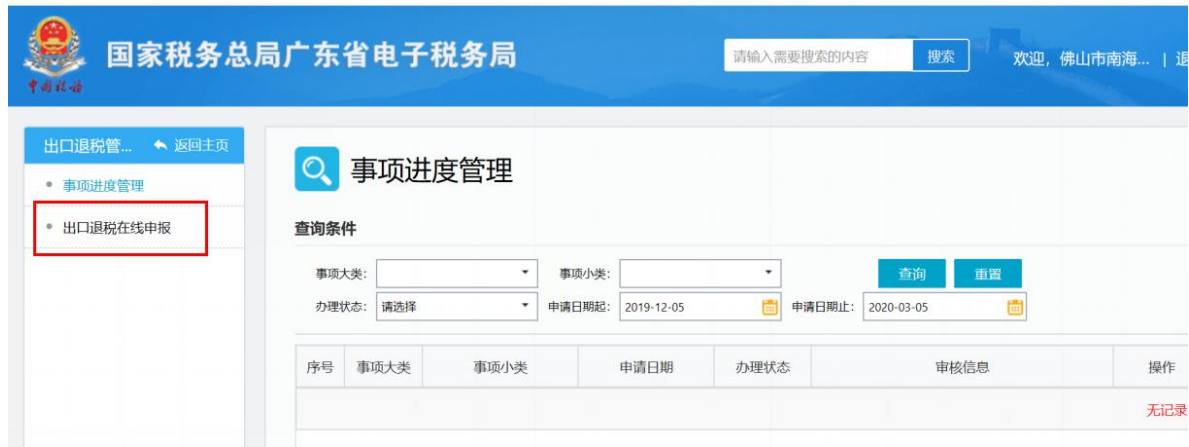 国家税务总局广东省电子税务局
请输入需要搜索的内容 搜索 欢迎，佛山市南海... | 退
中国税务
出口退税管... 返回主页
事项进度管理
出口退税在线申报
事项进度管理
查询条件
事项大类: 事项小类: 查询 重置
办理状态: 请选择 申请日期起: 2019-12-05 申请日期止: 2020-03-05
序号 事项大类 事项小类 申请日期 办理状态 审核信息 操作
无记录